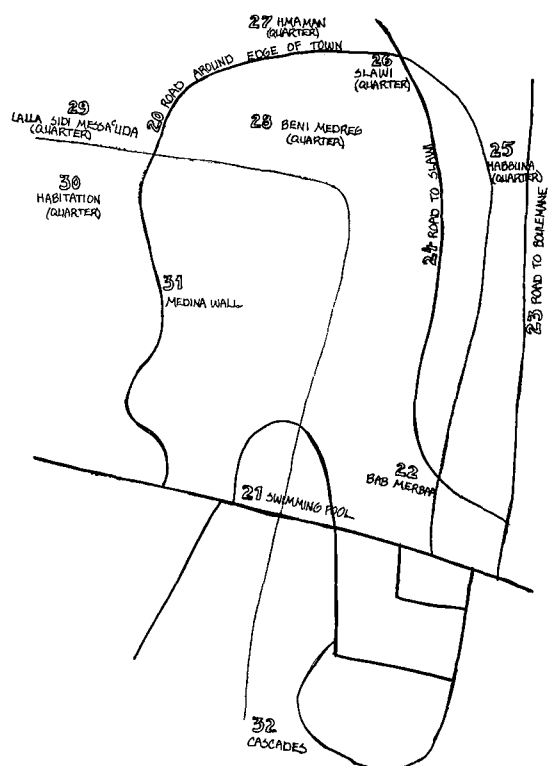 27 HMAMAN
(QUARTER)
20 ROAD AROUND EDGE OF TOWN
26
SLAWI
(QUARTER)
29
LALLA SIDI MESSACUDA
(QUARTER)
28 BENI MEDREG
(QUARTER)
25
HABBUNA
(QUARTER)
30
HABITATION
(QUARTER)
24 ROAD TO SLAWI
23 ROAD TO BOULEMANE
31
MEDINA WALL
22
BAB MERBAA
21 SWIMMING POOL
32
CASCADES